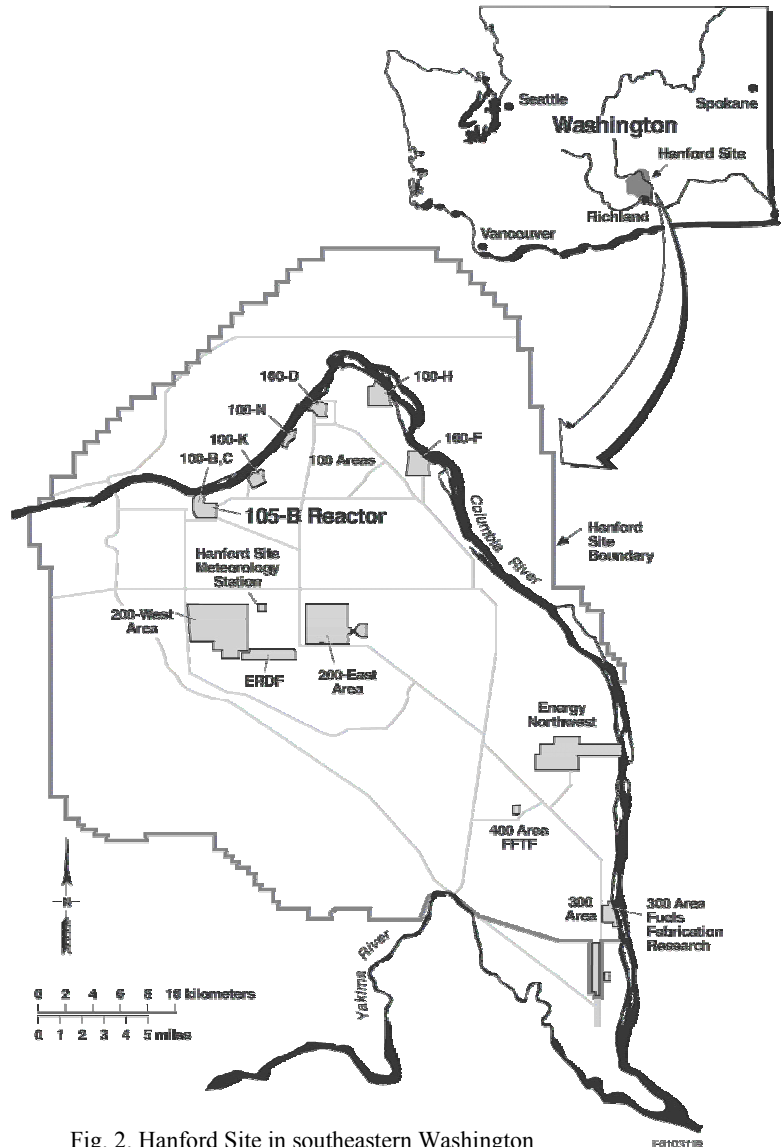 Seattle
Spokane
Washington
Hanford Site
Richland
Vancouver
100-D
100-H
100-N
100-F
100-K
100 Areas
100-B,C
105-B Reactor
Columbia River
Hanford
Site
Boundary
Hanford Site
Meteorology
Station
200-West
Area
ERDF
200-East
Area
Energy
Northwest
400 Area
FFTF
300
Area
300 Area
Fuels
Fabrication
Research
N
Yakima River
0 2 4 6 8 10 kilometers
0 1 2 3 4 5 miles
Fig. 2. Hanford Site in southeastern Washington